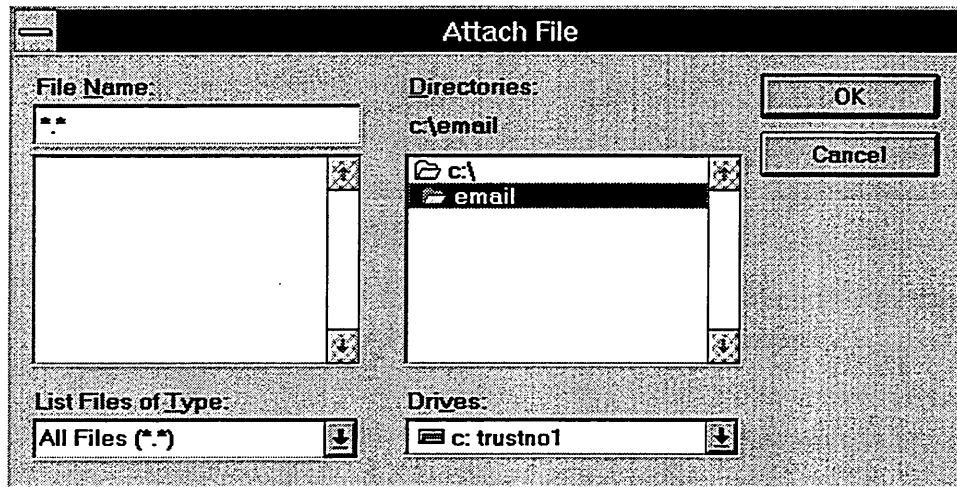 Attach File
File Name:
*.*
List Files of Type:
All Files (*.*)
Directories:
c:\email
c:\
email
Drives:
c: trustno1
OK
Cancel